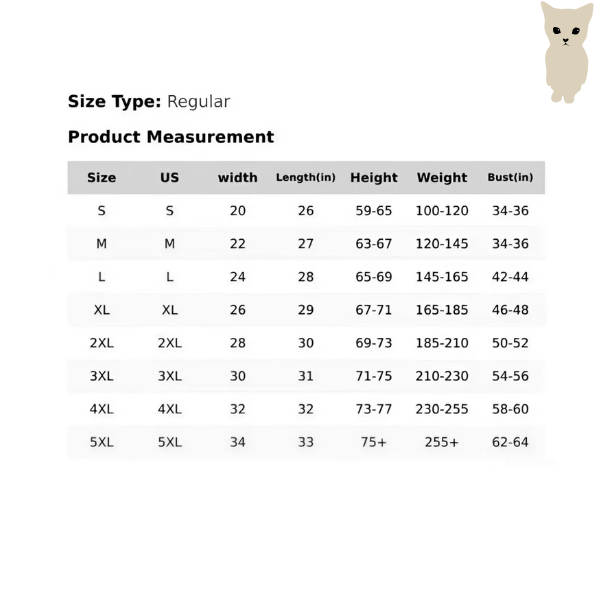 Size Type: Regular
Product Measurement
Size US width Length(in) Height Weight Bust(in)
S S 20 26 59-65 100-120 34-36
M M 22 27 63-67 120-145 34-36
L L 24 28 65-69 145-165 42-44
XL XL 26 29 67-71 165-185 46-48
2XL 2XL 28 30 69-73 185-210 50-52
3XL 3XL 30 31 71-75 210-230 54-56
4XL 4XL 32 32 73-77 230-255 58-60
5XL 5XL 34 33 75+ 255+ 62-64